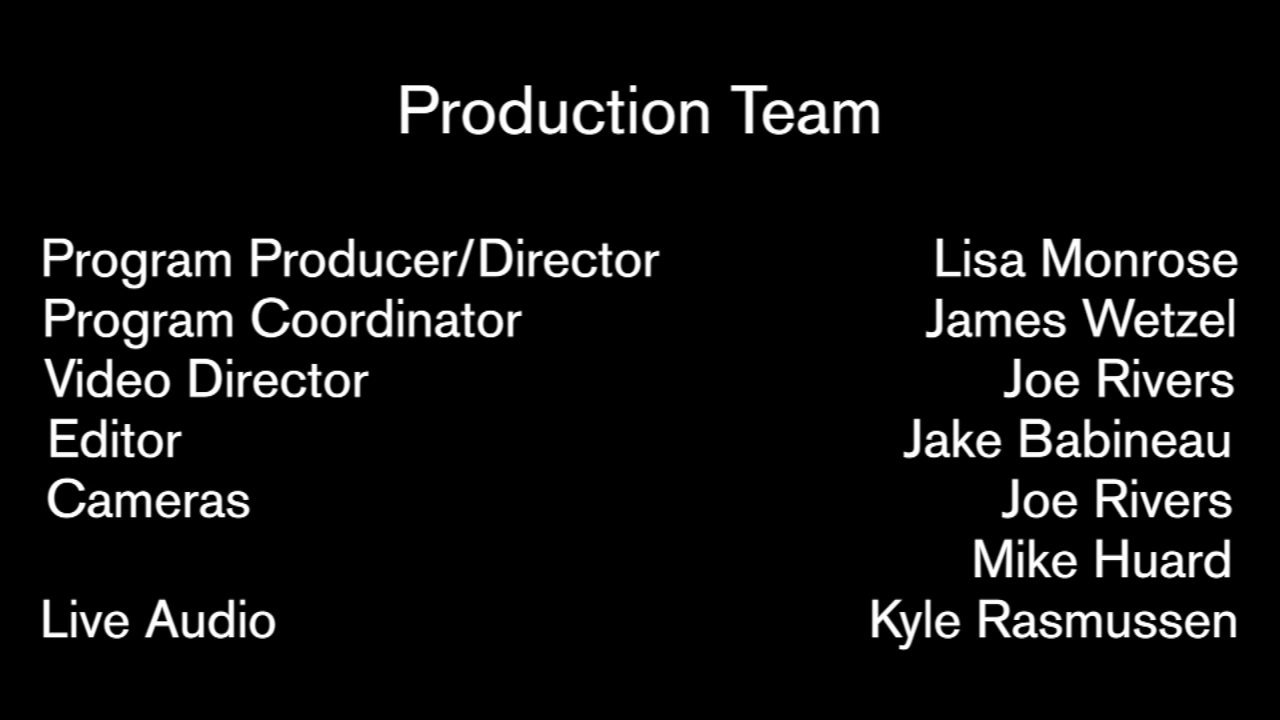 Production Team
Program Producer/Director Lisa Monrose
Program Coordinator James Wetzel
Video Director Joe Rivers
Editor Jake Babineau
Cameras Joe Rivers
Mike Huard
Live Audio Kyle Rasmussen